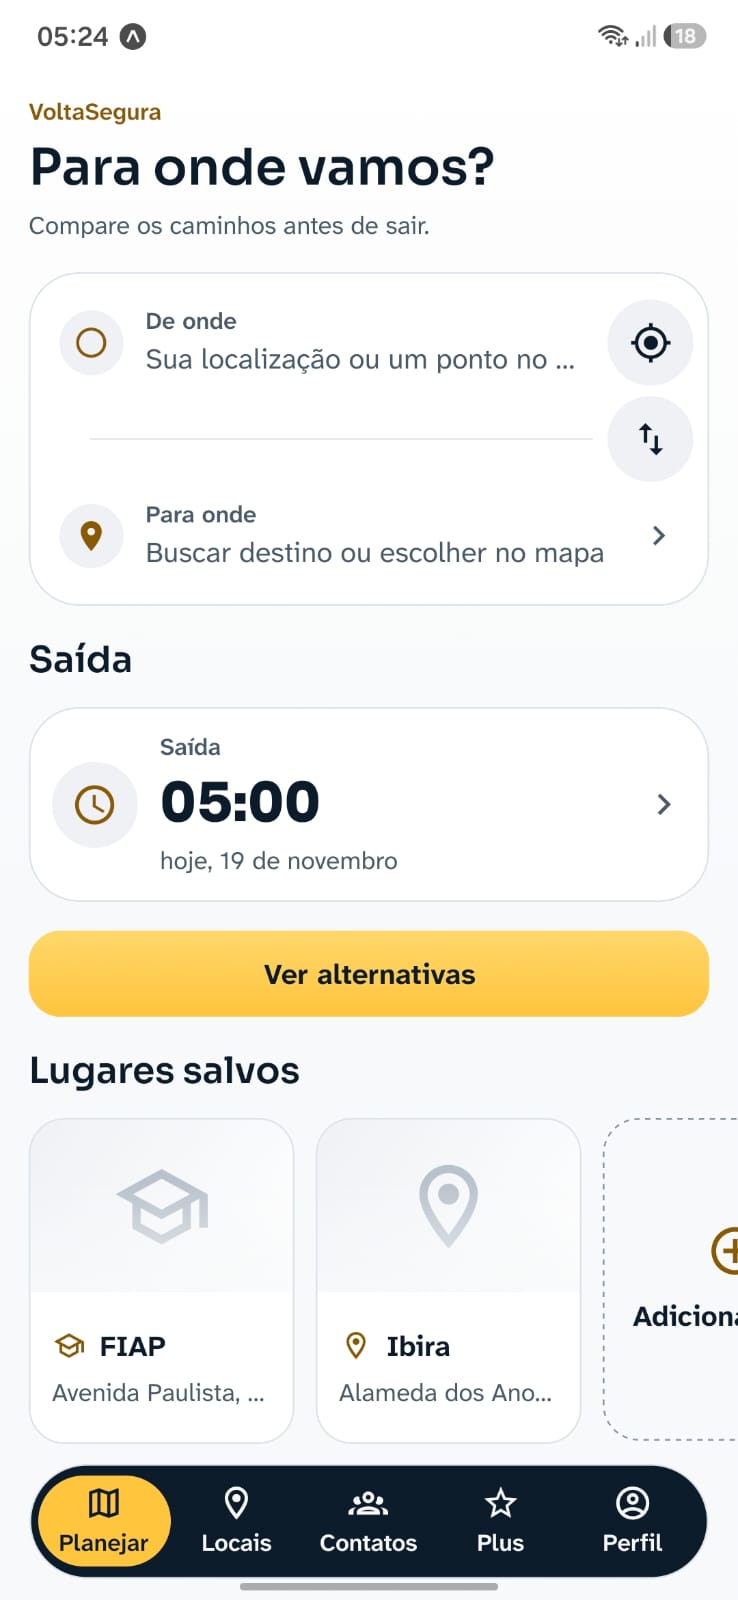 05:24
18
VoltaSegura
Para onde vamos?
Compare os caminhos antes de sair.
De onde
Sua localização ou um ponto no ...
Para onde
Buscar destino ou escolher no mapa
Saída
Saída
05:00
hoje, 19 de novembro
Ver alternativas
Lugares salvos
FIAP
Avenida Paulista, ...
Ibira
Alameda dos Ano...
Adiciona
Planejar
Locais
Contatos
Plus
Perfil